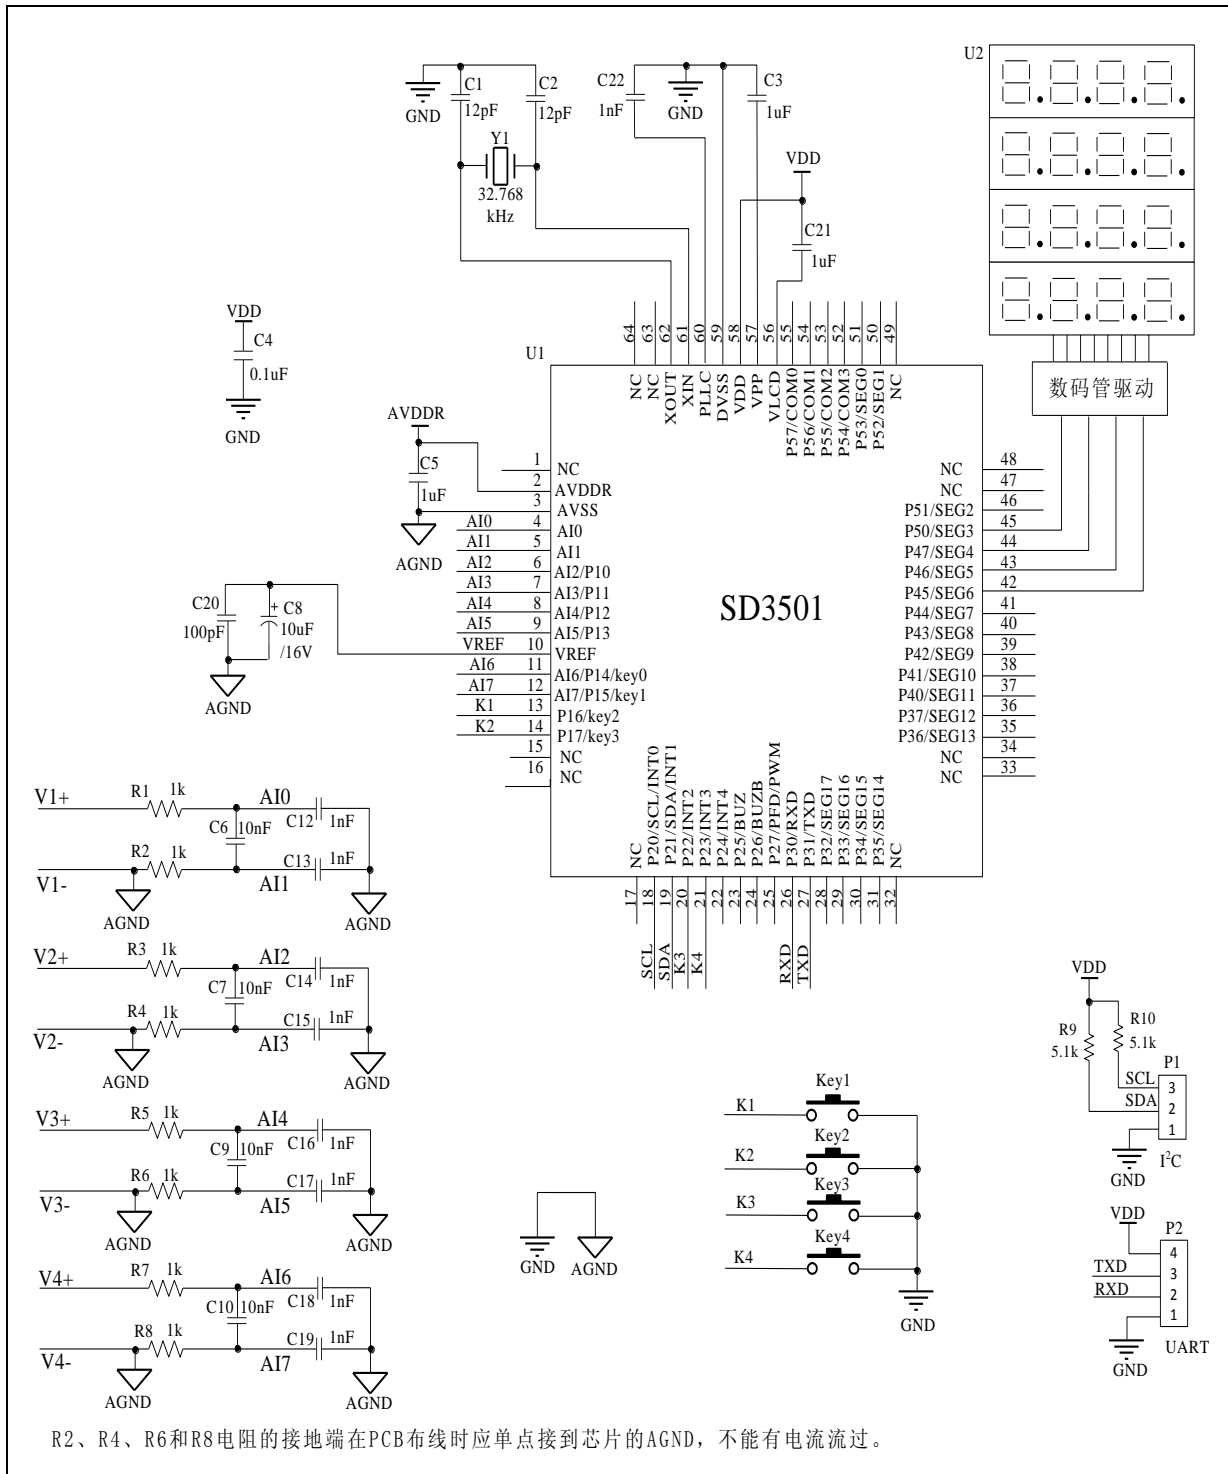 U2
C1
12pF
C2
12pF
GND
Y1
32.768
kHz
C22
1nF
GND
C3
1uF
VDD
C21
1uF
VDD
C4
0.1uF
GND
数码管驱动
U1
64
63
62
61
60
59
58
57
56
55
54
53
52
51
50
49
NC
NC
XOUT
XIN
PLLC
DVSS
VDD
VPP
VLCD
P57/COM0
P56/COM1
P55/COM2
P54/COM3
P53/SEG0
P52/SEG1
NC
AVDDR
C5
1uF
AGND
1 NC
2 AVDDR
3 AVSS
AI0 4 AI0
AI1 5 AI1
AI2 6 AI2/P10
AI3 7 AI3/P11
AI4 8 AI4/P12
AI5 9 AI5/P13
VREF 10 VREF
AI6 11 AI6/P14/key0
AI7 12 AI7/P15/key1
K1 13 P16/key2
K2 14 P17/key3
15 NC
16 NC
C20
100pF
C8
+
10uF
/16V
AGND
SD3501
NC 48
NC 47
P51/SEG2 46
P50/SEG3 45
P47/SEG4 44
P46/SEG5 43
P45/SEG6 42
P44/SEG7 41
P43/SEG8 40
P42/SEG9 39
P41/SEG10 38
P40/SEG11 37
P37/SEG12 36
P36/SEG13 35
NC 34
NC 33
NC
P20/SCL/INT0
P21/SDA/INT1
P22/INT2
P23/INT3
P24/INT4
P25/BUZ
P26/BUZB
P27/PFD/PWM
P30/RXD
P31/TXD
P32/SEG17
P33/SEG16
P34/SEG15
P35/SEG14
NC
17
18
19
20
21
22
23
24
25
26
27
28
29
30
31
32
SCL
SDA
K3
K4
RXD
TXD
V1+ R1 1k AI0
C6 10nF C12 1nF
R2 1k C13 1nF
V1- AI1
AGND AGND
V2+ R3 1k AI2
C7 10nF C14 1nF
R4 1k C15 1nF
V2- AI3
AGND AGND
V3+ R5 1k AI4
C9 10nF C16 1nF
R6 1k C17 1nF
V3- AI5
AGND AGND
V4+ R7 1k AI6
C10 10nF C18 1nF
R8 1k C19 1nF
V4- AI7
AGND AGND
GND AGND
K1 Key1
K2 Key2
K3 Key3
K4 Key4
GND
VDD
R9
5.1k
R10
5.1k
P1
SCL 3
SDA 2
1
GND
I²C
VDD
P2
4
TXD 3
RXD 2
1
GND
UART
R2、R4、R6和R8电阻的接地端在PCB布线时应单点接到芯片的AGND，不能有电流流过。